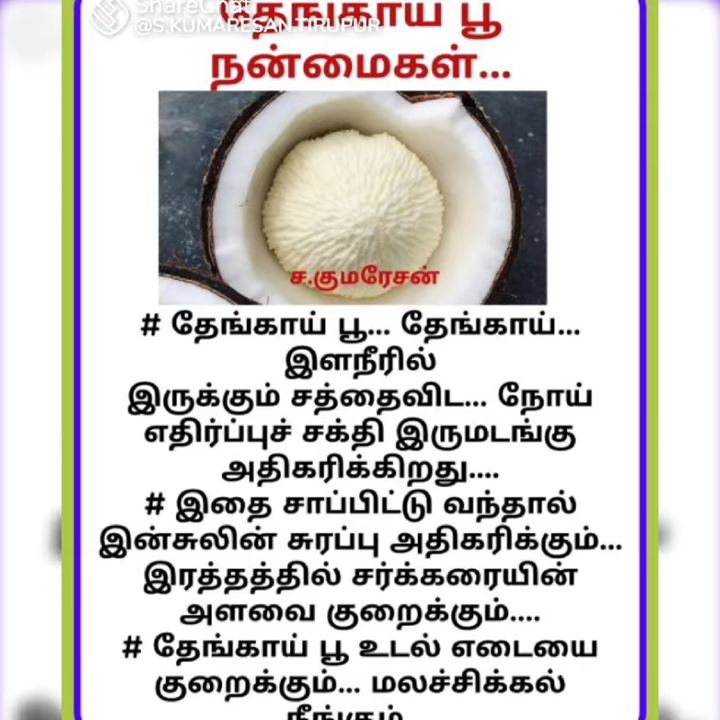 ShareChat
@S.KUMARESAN.TIRUPUR
தேங்காய் பூ
நன்மைகள்...
ச.குமரேசன்
# தேங்காய் பூ... தேங்காய்...
இளநீரில்
இருக்கும் சத்தைவிட... நோய்
எதிர்ப்புச் சக்தி இருமடங்கு
அதிகரிக்கிறது....
# இதை சாப்பிட்டு வந்தால்
இன்சுலின் சுரப்பு அதிகரிக்கும்...
இரத்தத்தில் சர்க்கரையின்
அளவை குறைக்கும்....
# தேங்காய் பூ உடல் எடையை
குறைக்கும்... மலச்சிக்கல்
நீங்கும்